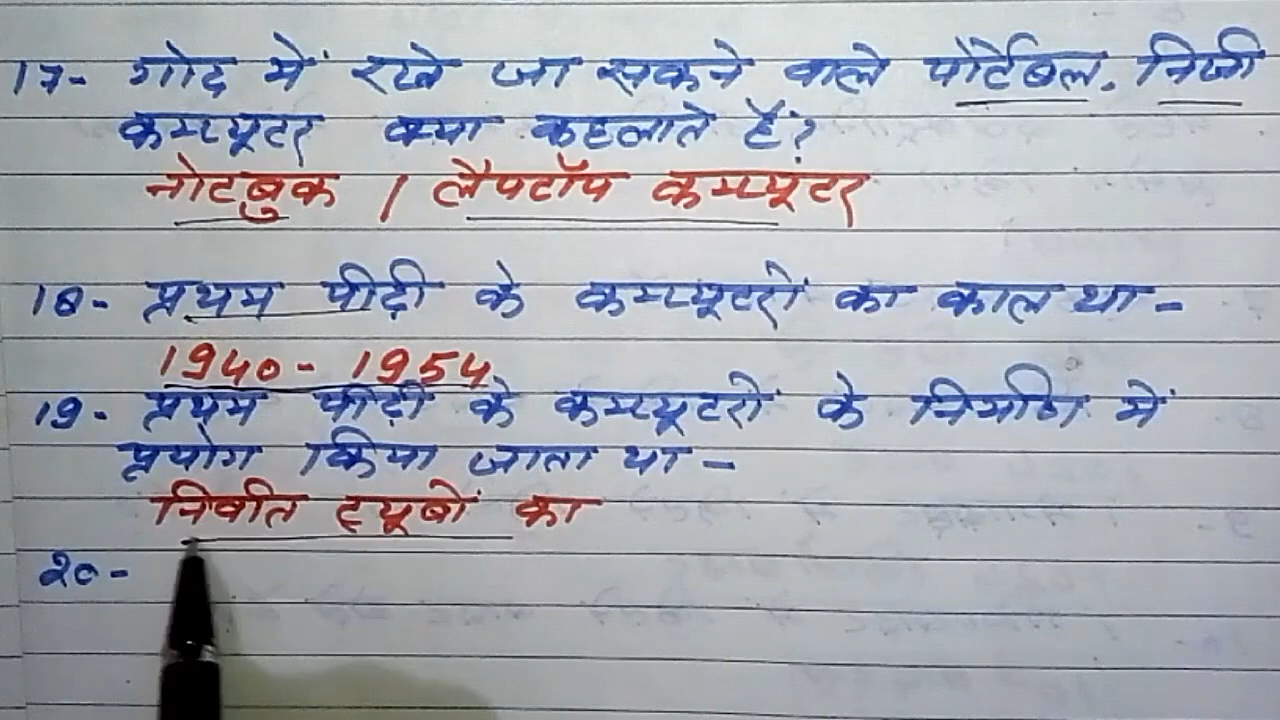 17- गोद में रखे जा सकने वाले पोर्टेबल, निजी
कम्प्यूटर क्या कहलाते हैं?
नोटबुक / लैपटॉप कम्प्यूटर
18- प्रथम पीढ़ी के कम्प्यूटरों का काल था -
1940 - 1954
19- प्रथम पीढ़ी के कम्प्यूटरों के निर्माण में
प्रयोग किया जाता था -
निर्वात ट्यूबों का
20-